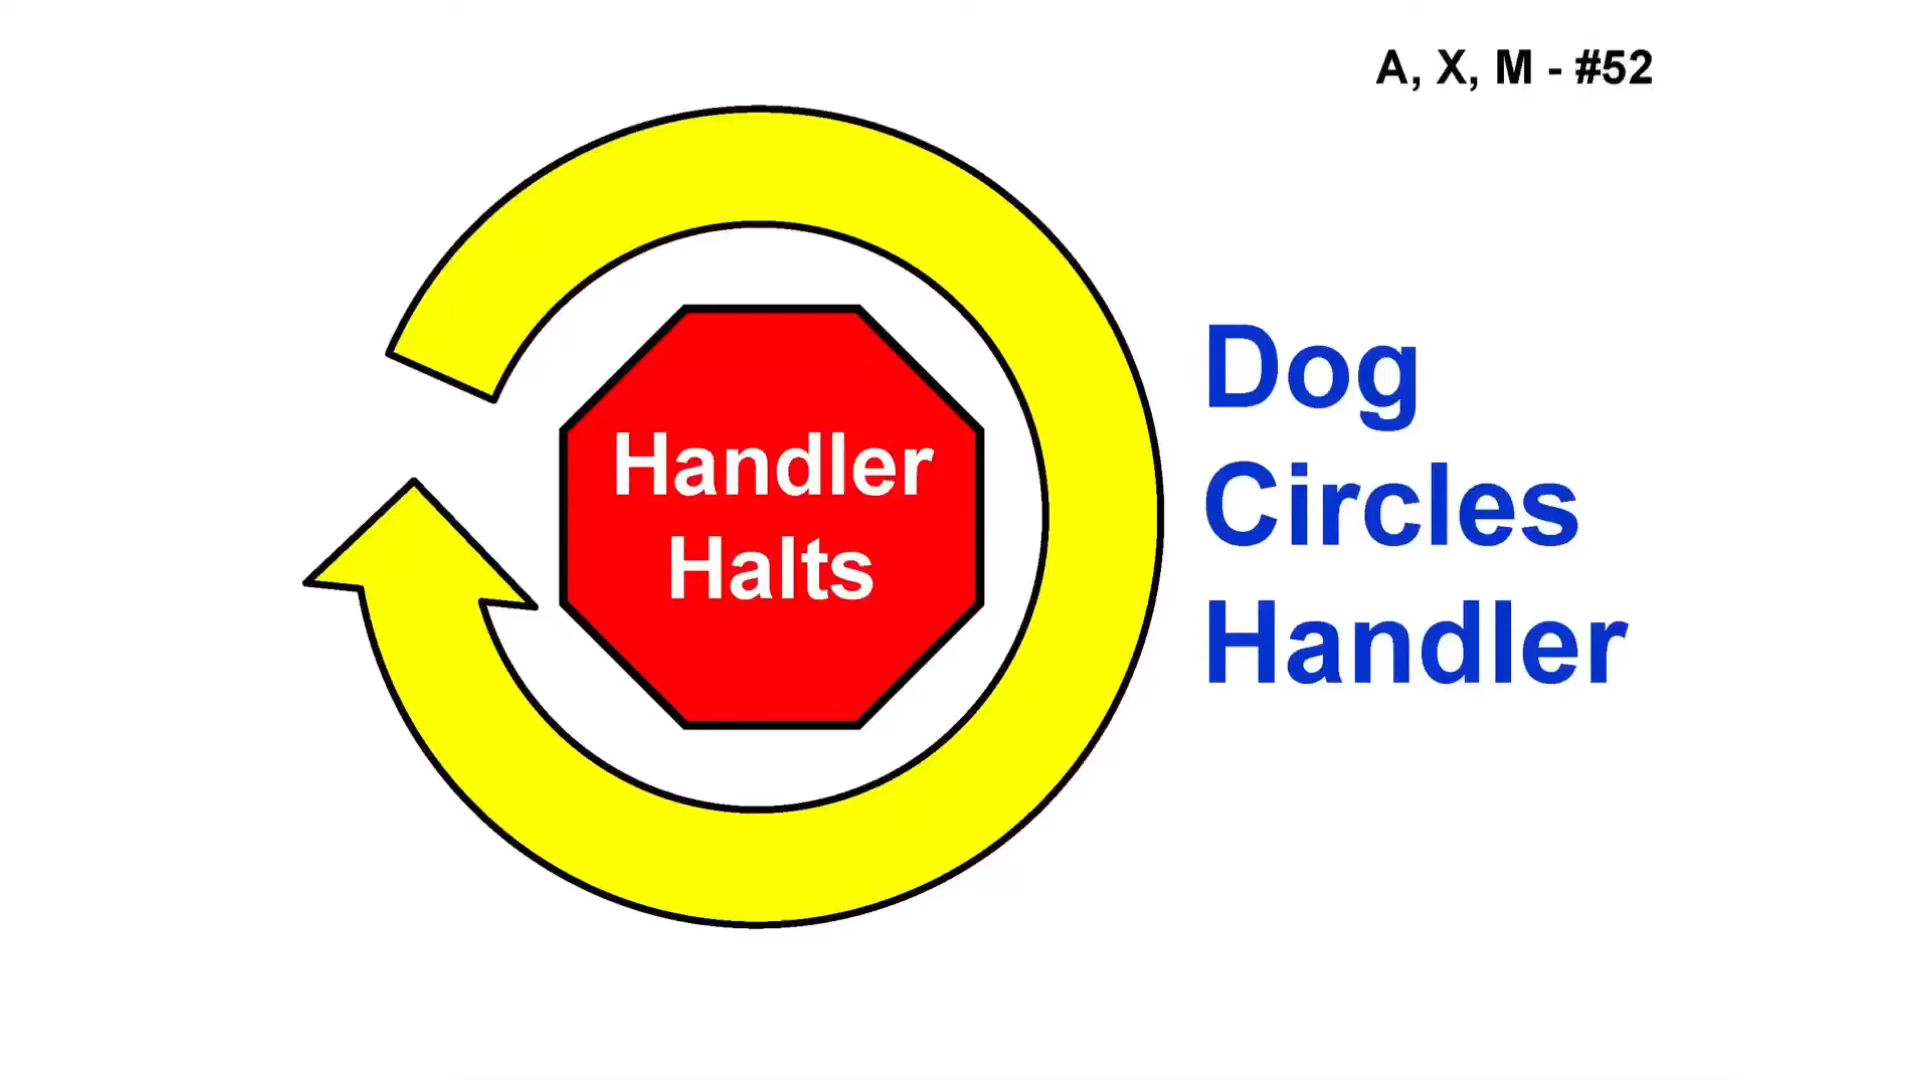 A, X, M - #52
Handler
Halts
Dog
Circles
Handler